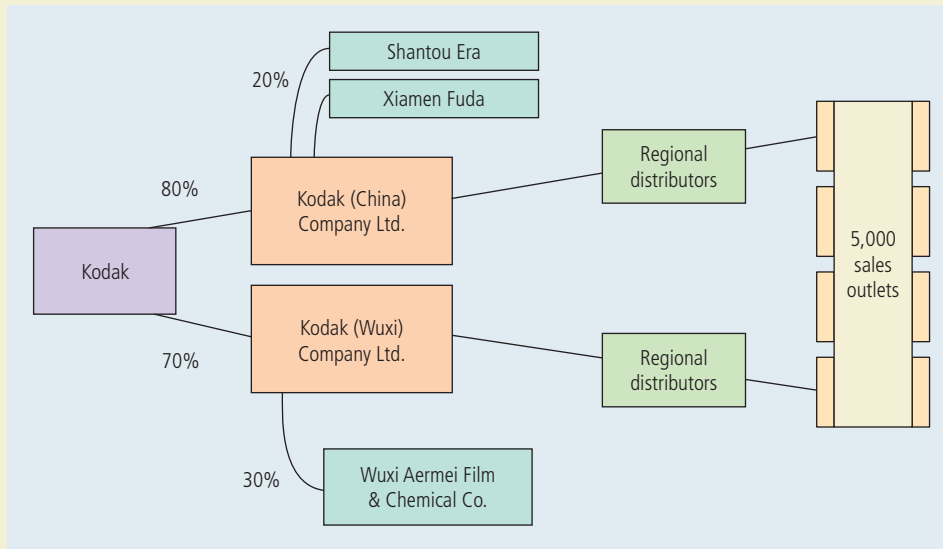 Shantou Era
20%
Xiamen Fuda
80%
Kodak (China)
Company Ltd.
Regional
distributors
Kodak
5,000
sales
outlets
Kodak (Wuxi)
Company Ltd.
70%
Regional
distributors
30%
Wuxi Aermei Film
& Chemical Co.